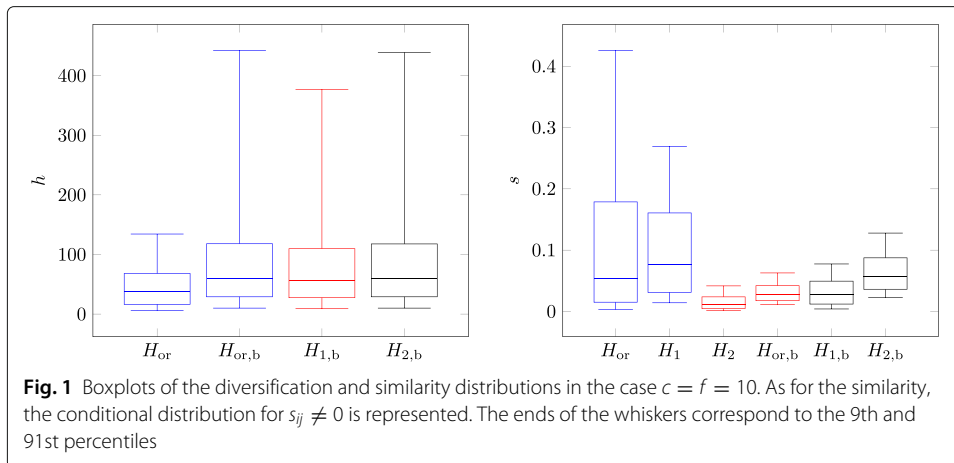 400
300
200
100
0
h
H_or H_or,b H_1,b H_2,b
0.4
0.3
0.2
0.1
0
s
H_or H_1 H_2 H_or,b H_1,b H_2,b
Fig. 1 Boxplots of the diversification and similarity distributions in the case c = f = 10. As for the similarity,
the conditional distribution for s_ij ≠ 0 is represented. The ends of the whiskers correspond to the 9th and
91st percentiles